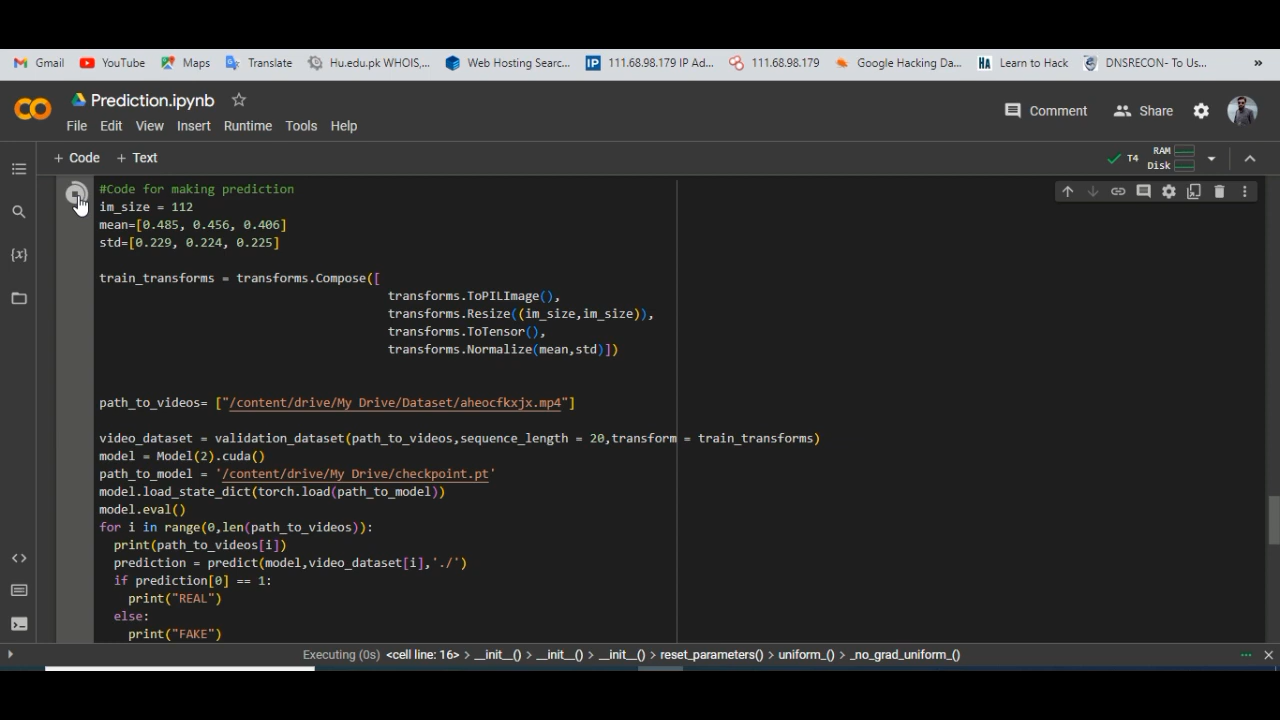 Gmail YouTube Maps Translate Hu.edu.pk WHOIS,... Web Hosting Searc... IP 111.68.98.179 IP Ad... 111.68.98.179 Google Hacking Da... HA Learn to Hack DNSRECON- To Us... »
Prediction.ipynb
Comment Share
File Edit View Insert Runtime Tools Help
+ Code + Text
T4 RAM Disk
#Code for making prediction
im_size = 112
mean=[0.485, 0.456, 0.406]
std=[0.229, 0.224, 0.225]
train_transforms = transforms.Compose([
transforms.ToPILImage(),
transforms.Resize((im_size,im_size)),
transforms.ToTensor(),
transforms.Normalize(mean,std)])
path_to_videos= ["/content/drive/My Drive/Dataset/aheocfkxjx.mp4"]
video_dataset = validation_dataset(path_to_videos,sequence_length = 20,transform = train_transforms)
model = Model(2).cuda()
path_to_model = '/content/drive/My Drive/checkpoint.pt'
model.load_state_dict(torch.load(path_to_model))
model.eval()
for i in range(0,len(path_to_videos)):
print(path_to_videos[i])
prediction = predict(model,video_dataset[i],'./')
if prediction[0] == 1:
print("REAL")
else:
print("FAKE")
Executing (0s) <cell line: 16> > __init__() > __init__() > __init__() > reset_parameters() > uniform_() > _no_grad_uniform_() ... ×